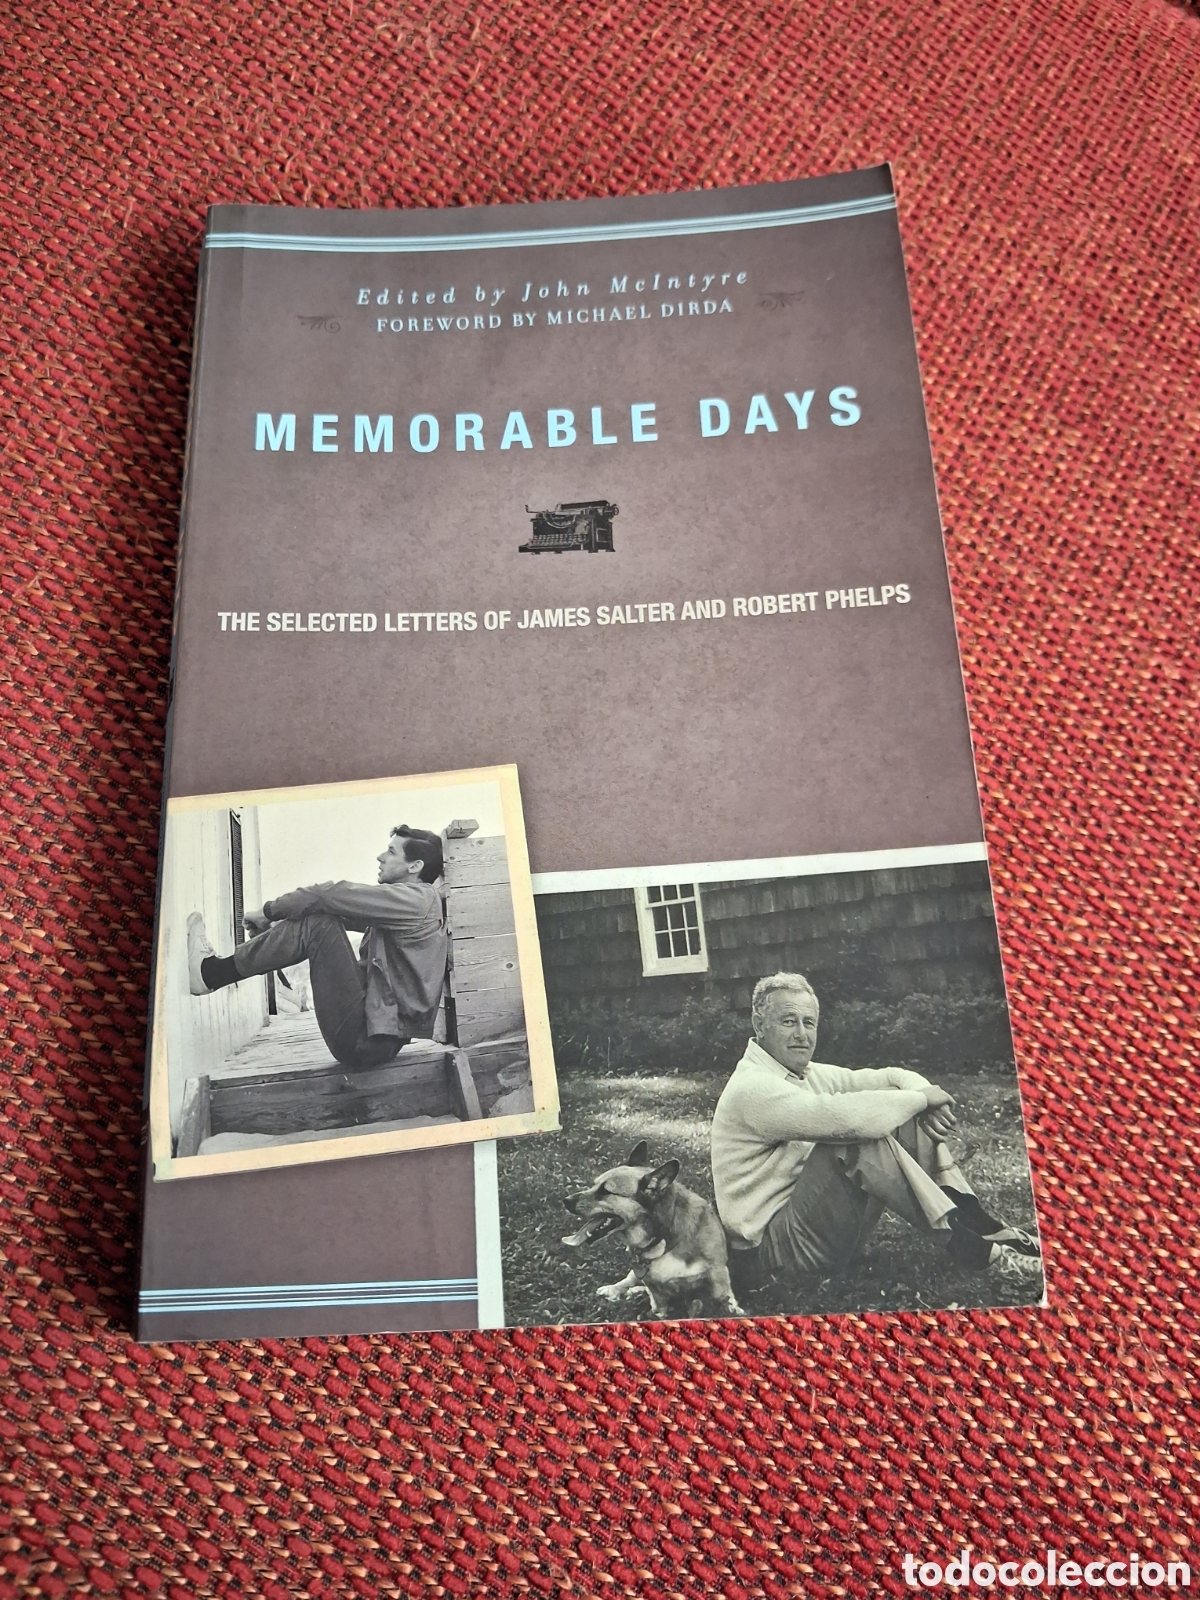 Edited by John McIntyre
FOREWORD BY MICHAEL DIRDA
MEMORABLE DAYS
THE SELECTED LETTERS OF JAMES SALTER AND ROBERT PHELPS
todocoleccion